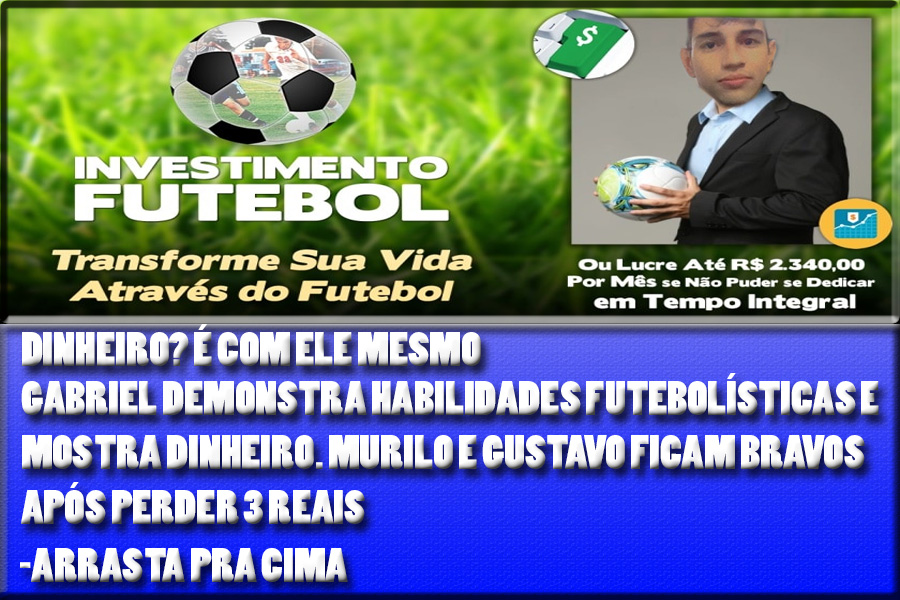 INVESTIMENTO
FUTEBOL
Transforme Sua Vida
Através do Futebol
$
$
Ou Lucre Até R$ 2.340,00
Por Mês se Não Puder se Dedicar
em Tempo Integral
DINHEIRO? É COM ELE MESMO
GABRIEL DEMONSTRA HABILIDADES FUTEBOLÍSTICAS E
MOSTRA DINHEIRO. MURILO E GUSTAVO FICAM BRAVOS
APÓS PERDER 3 REAIS
-ARRASTA PRA CIMA